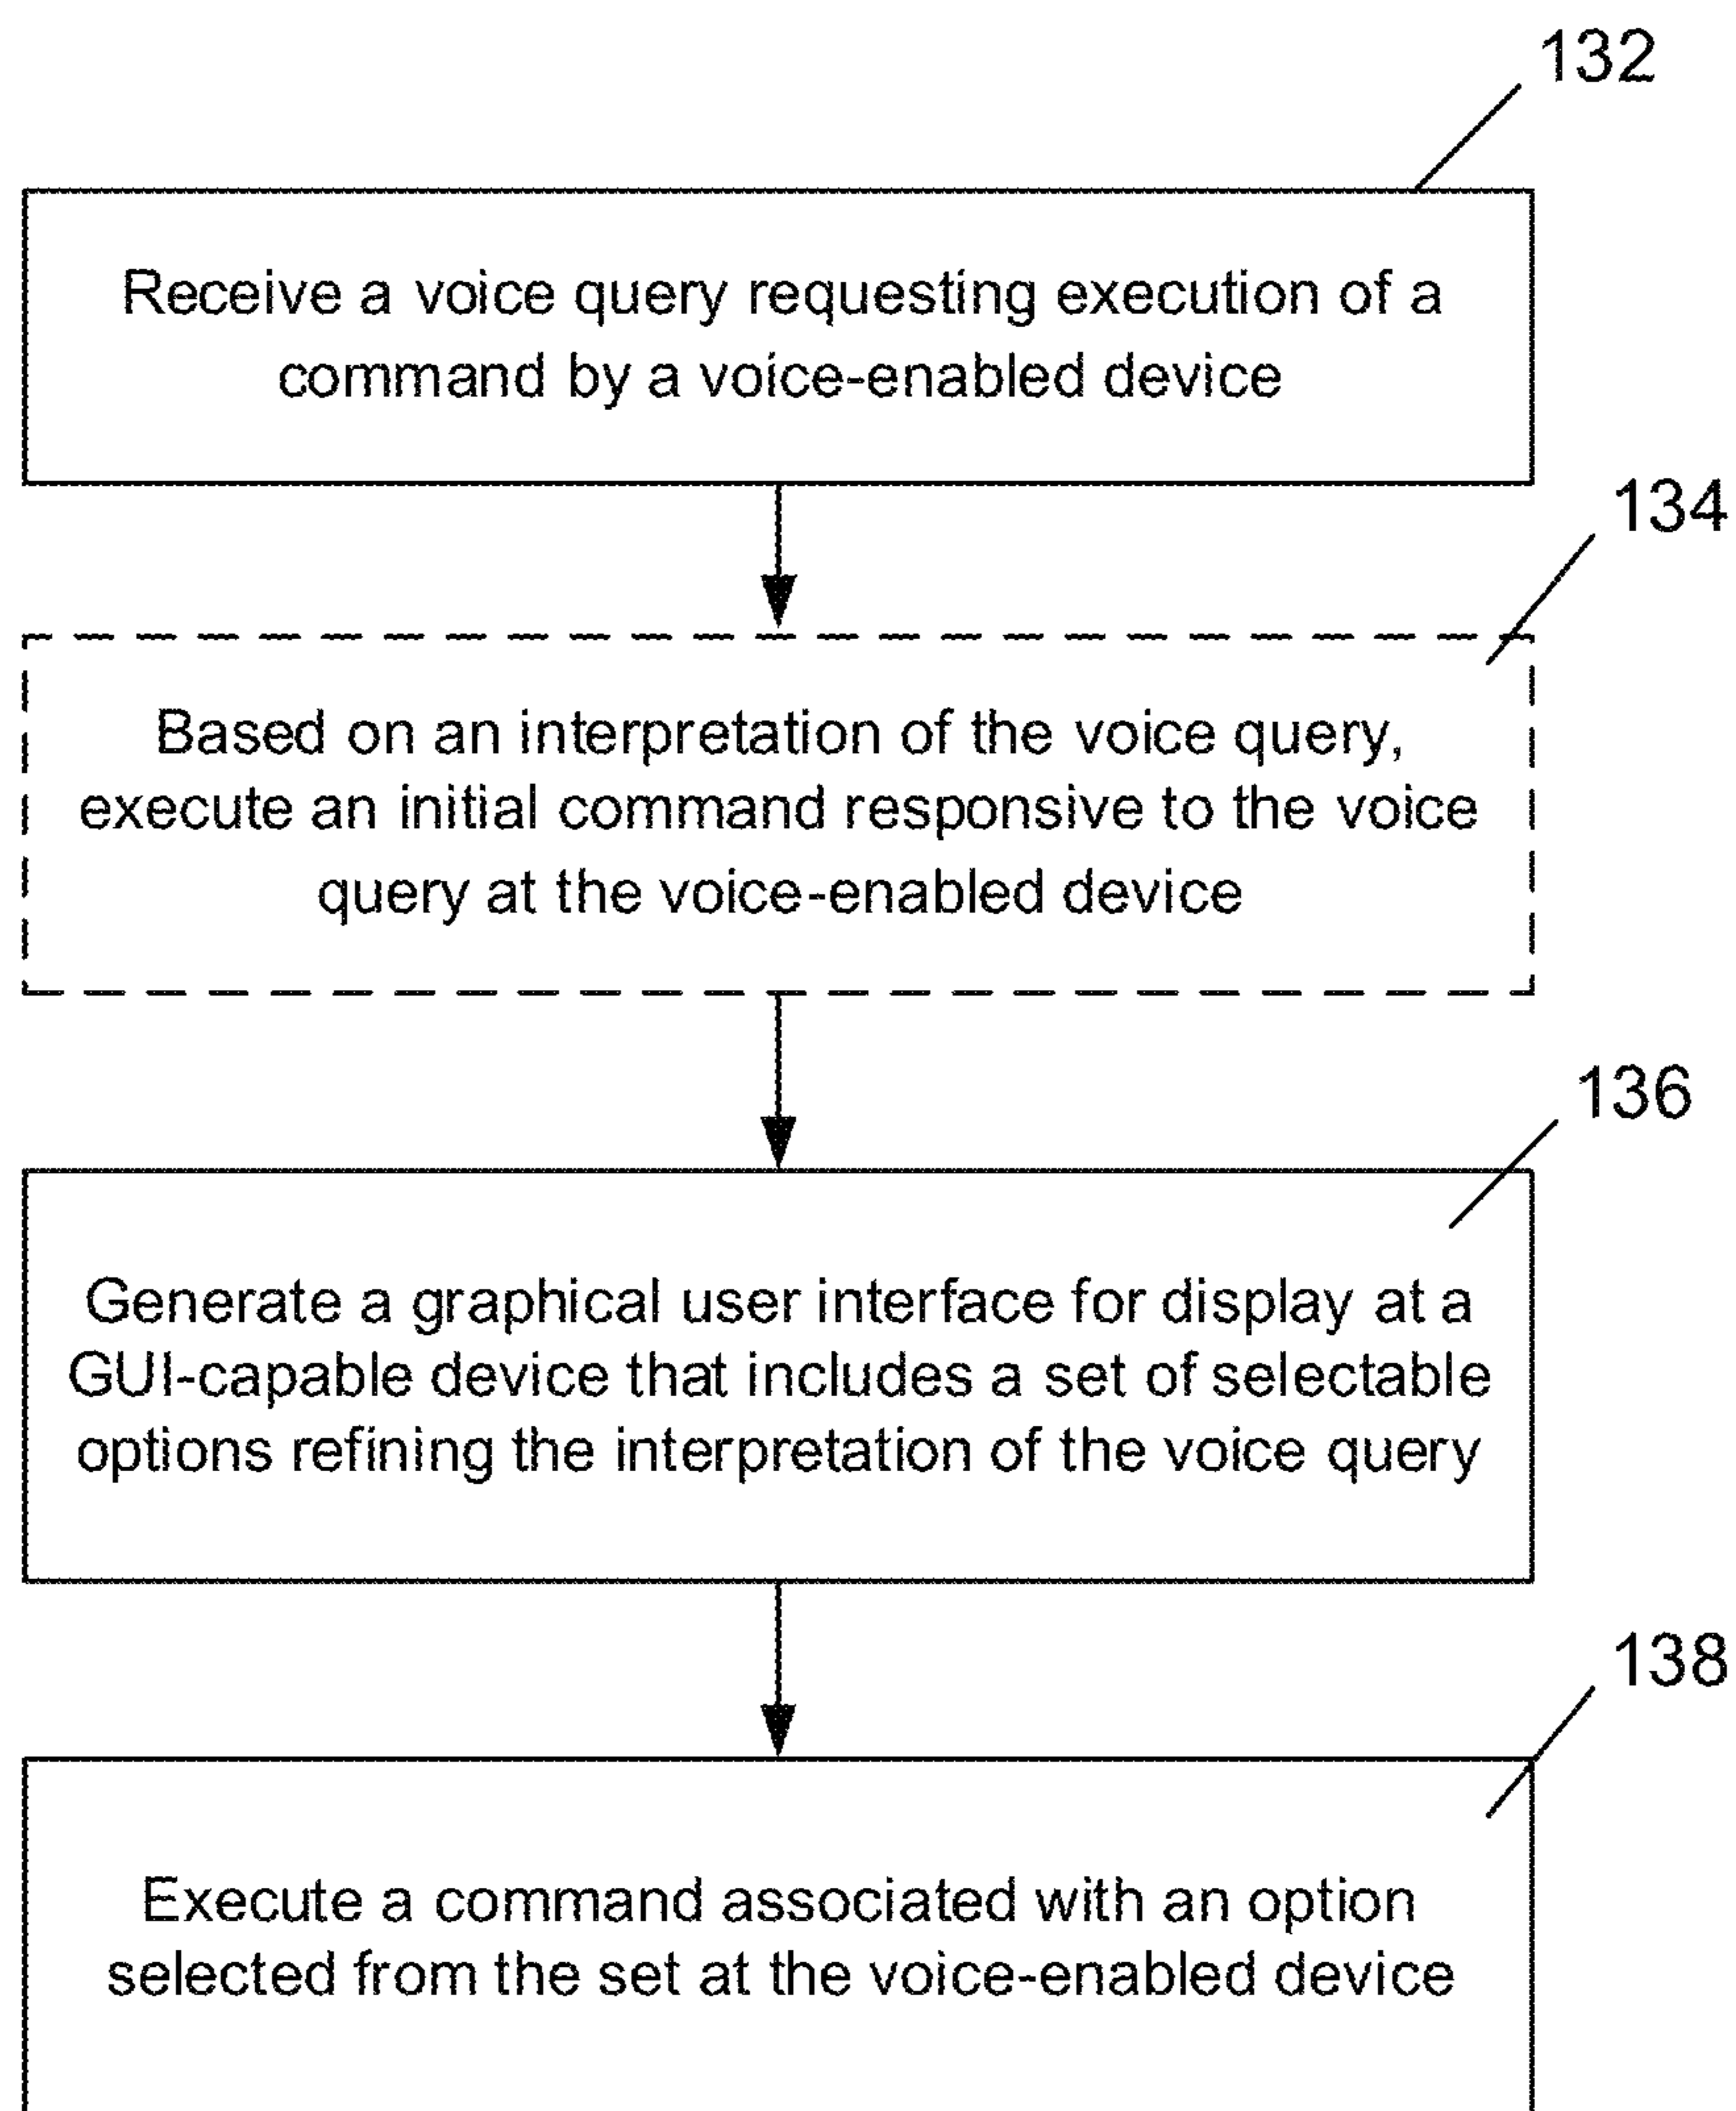 132
Receive a voice query requesting execution of a
command by a voice-enabled device
134
Based on an interpretation of the voice query,
execute an initial command responsive to the voice
query at the voice-enabled device
136
Generate a graphical user interface for display at a
GUI-capable device that includes a set of selectable
options refining the interpretation of the voice query
138
Execute a command associated with an option
selected from the set at the voice-enabled device